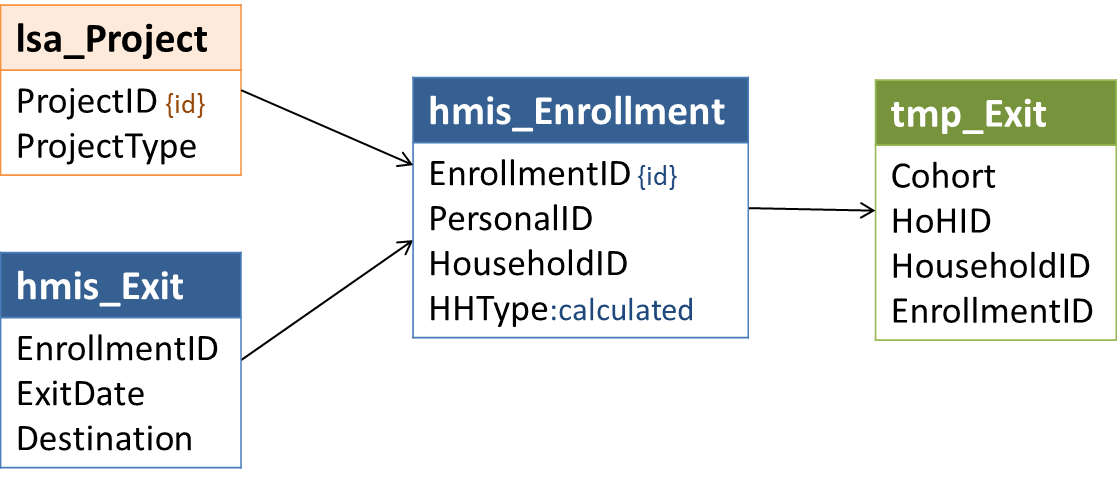 lsa_Project
ProjectID {id}
ProjectType
hmis_Exit
EnrollmentID
ExitDate
Destination
hmis_Enrollment
EnrollmentID {id}
PersonalID
HouseholdID
HHType:calculated
tmp_Exit
Cohort
HoHID
HouseholdID
EnrollmentID